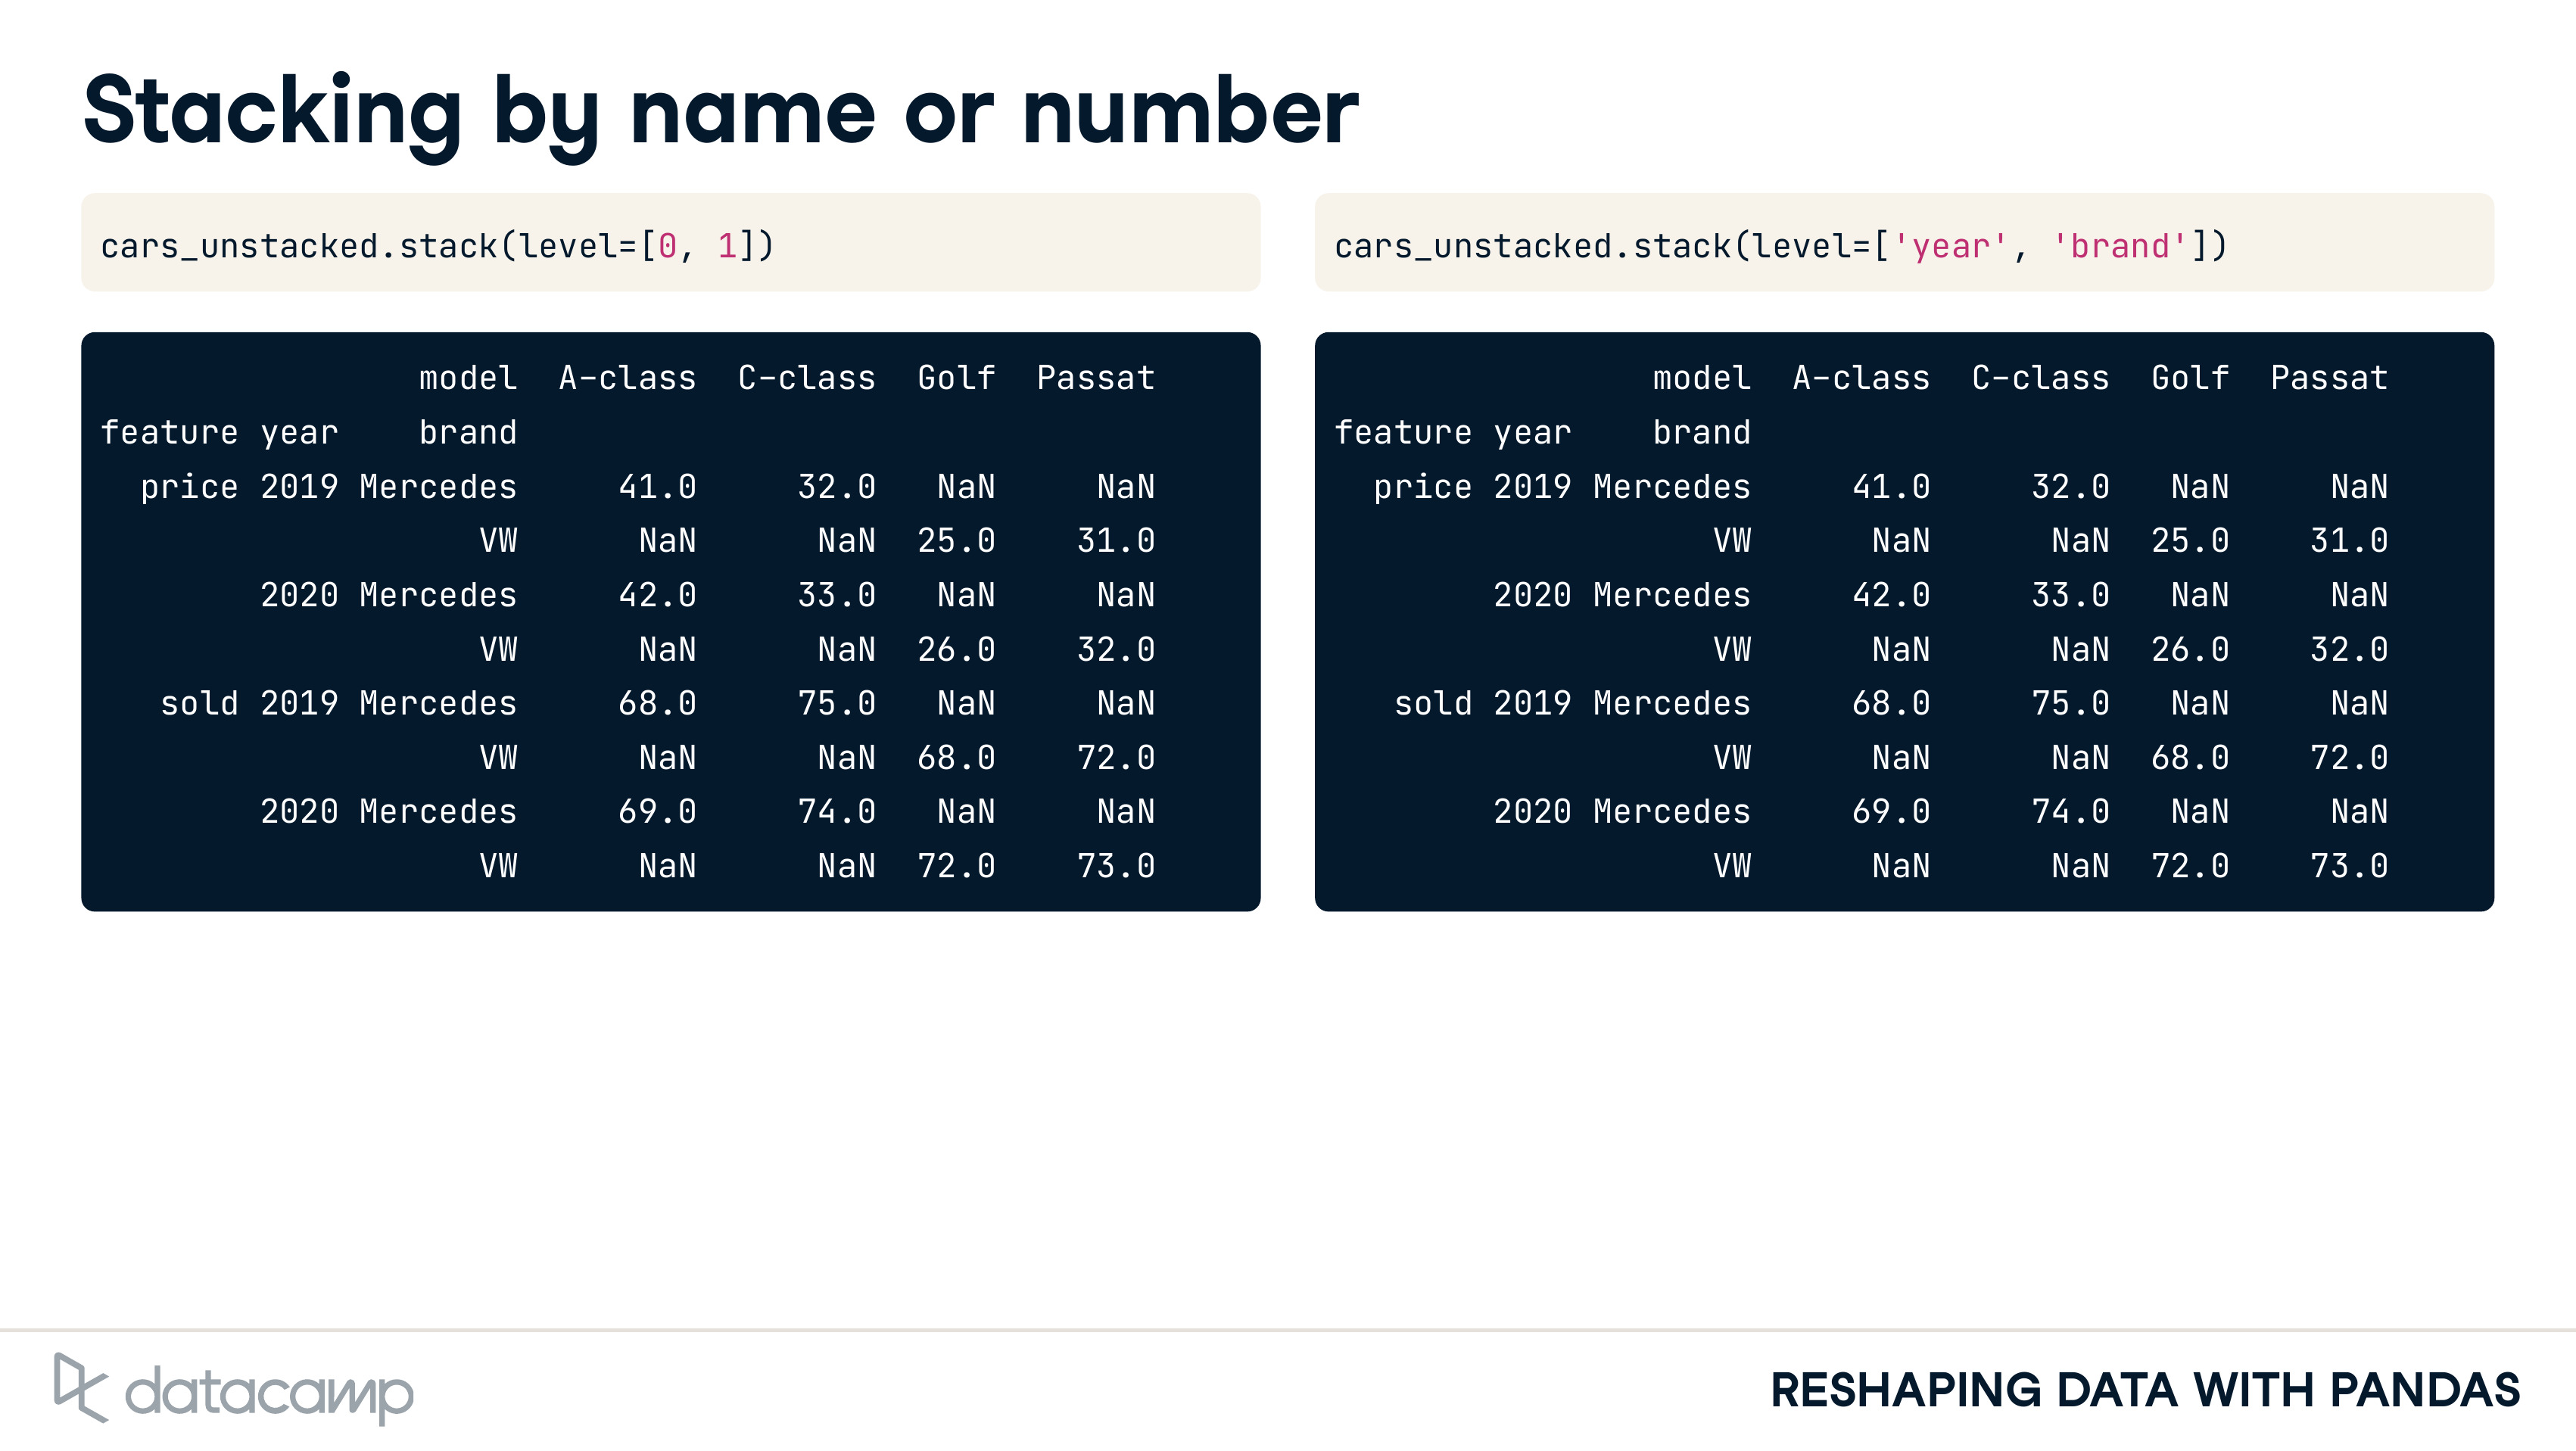 Stacking by name or number
cars_unstacked.stack(level=[0, 1])
model A-class C-class Golf Passat
feature year brand
price 2019 Mercedes 41.0 32.0 NaN NaN
VW NaN NaN 25.0 31.0
2020 Mercedes 42.0 33.0 NaN NaN
VW NaN NaN 26.0 32.0
sold 2019 Mercedes 68.0 75.0 NaN NaN
VW NaN NaN 68.0 72.0
2020 Mercedes 69.0 74.0 NaN NaN
VW NaN NaN 72.0 73.0
cars_unstacked.stack(level=['year', 'brand'])
model A-class C-class Golf Passat
feature year brand
price 2019 Mercedes 41.0 32.0 NaN NaN
VW NaN NaN 25.0 31.0
2020 Mercedes 42.0 33.0 NaN NaN
VW NaN NaN 26.0 32.0
sold 2019 Mercedes 68.0 75.0 NaN NaN
VW NaN NaN 68.0 72.0
2020 Mercedes 69.0 74.0 NaN NaN
VW NaN NaN 72.0 73.0
datacamp
RESHAPING DATA WITH PANDAS